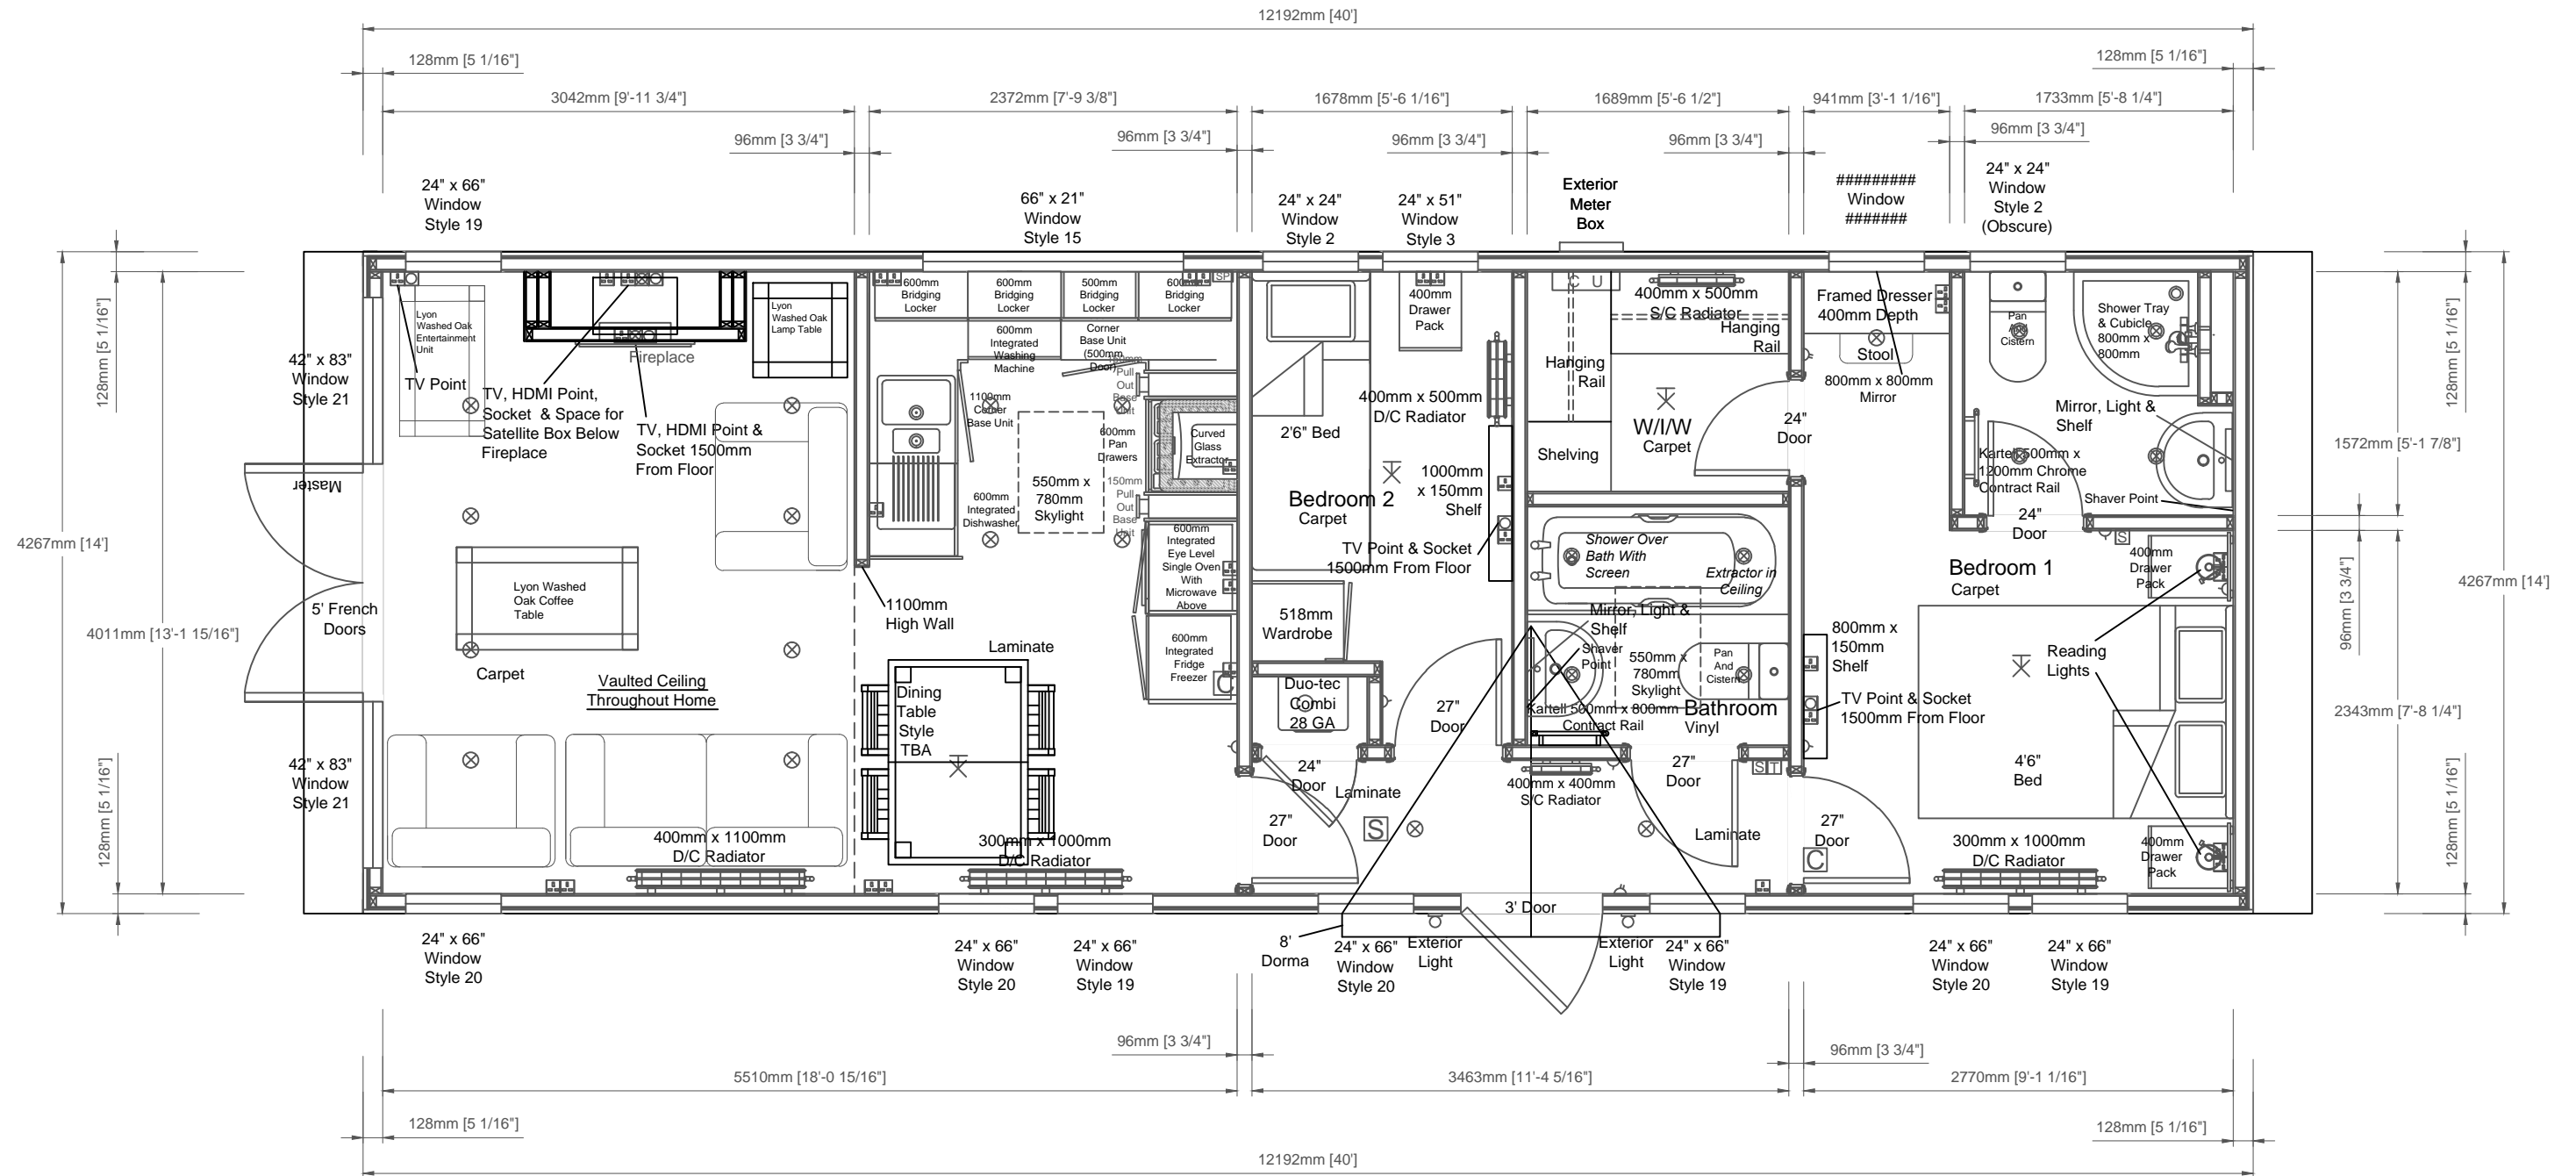 12192mm [40']
128mm [5 1/16"]
128mm [5 1/16"]
3042mm [9'-11 3/4"]
2372mm [7'-9 3/8"]
1678mm [5'-6 1/16"]
1689mm [5'-6 1/2"]
941mm [3'-1 1/16"]
1733mm [5'-8 1/4"]
96mm [3 3/4"]
96mm [3 3/4"]
96mm [3 3/4"]
96mm [3 3/4"]
96mm [3 3/4"]
24" x 66"
Window
Style 19
66" x 21"
Window
Style 15
24" x 24"
Window
Style 2
24" x 51"
Window
Style 3
Exterior
Meter
Box
#########
Window
#######
24" x 24"
Window
Style 2
(Obscure)
4267mm [14']
128mm [5 1/16"]
4011mm [13'-1 15/16"]
128mm [5 1/16"]
42" x 83"
Window
Style 21
Master
5' French
Doors
42" x 83"
Window
Style 21
Lyon
Washed Oak
Entertainment
Unit
TV Point
TV, HDMI Point,
Socket & Space for
Satellite Box Below
Fireplace
Fireplace
TV, HDMI Point &
Socket 1500mm
From Floor
Lyon
Washed Oak
Lamp Table
Lyon Washed
Oak Coffee
Table
Carpet
Vaulted Ceiling
Throughout Home
400mm x 1100mm
D/C Radiator
600mm
Bridging
Locker
600mm
Bridging
Locker
500mm
Bridging
Locker
600mm
Bridging
Locker
SP
600mm
Integrated
Washing
Machine
Corner
Base Unit
(500mm
Door)
150mm
Pull
Out
Base
Unit
1100mm
Corner
Base Unit
600mm
Pan
Drawers
Curved
Glass
Extractor
550mm x
780mm
Skylight
600mm
Integrated
Dishwasher
150mm
Pull
Out
Base
Unit
600mm
Integrated
Eye Level
Single Oven
With
Microwave
Above
600mm
Integrated
Fridge
Freezer
C
1100mm
High Wall
Laminate
Dining
Table
Style
TBA
300mm x 1000mm
D/C Radiator
400mm
Drawer
Pack
2'6" Bed
400mm x 500mm
D/C Radiator
Bedroom 2
Carpet
1000mm
x 150mm
Shelf
TV Point & Socket
1500mm From Floor
518mm
Wardrobe
Duo-tec
Combi
28 GA
24"
Door
27"
Door
Laminate
27"
Door
S
C U
400mm x 500mm
S/C Radiator
Hanging
Rail
Hanging
Rail
W/I/W
Carpet
Shelving
24"
Door
Shower Over
Bath With
Screen
Extractor in
Ceiling
Mirror, Light &
Shelf
Shaver
Point
550mm x
780mm
Skylight
Pan
And
Cistern
Kartell 500mm x 800mm
Contract Rail
Bathroom
Vinyl
27"
Door
S T
400mm x 400mm
S/C Radiator
Laminate
3' Door
Framed Dresser
400mm Depth
Stool
800mm x 800mm
Mirror
Pan
And
Cistern
Shower Tray
& Cubicle
800mm x
800mm
Mirror, Light &
Shelf
Kartell 500mm x
1200mm Chrome
Contract Rail
Shaver Point
24"
Door
S
Bedroom 1
Carpet
400mm
Drawer
Pack
800mm x
150mm
Shelf
Reading
Lights
TV Point & Socket
1500mm From Floor
4'6"
Bed
27"
Door
C
300mm x 1000mm
D/C Radiator
400mm
Drawer
Pack
128mm [5 1/16"]
1572mm [5'-1 7/8"]
96mm [3 3/4"]
4267mm [14']
2343mm [7'-8 1/4"]
128mm [5 1/16"]
24" x 66"
Window
Style 20
24" x 66"
Window
Style 20
24" x 66"
Window
Style 19
8'
Dorma
24" x 66"
Window
Style 20
Exterior
Light
Exterior
Light
24" x 66"
Window
Style 19
24" x 66"
Window
Style 20
24" x 66"
Window
Style 19
96mm [3 3/4"]
96mm [3 3/4"]
5510mm [18'-0 15/16"]
3463mm [11'-4 5/16"]
2770mm [9'-1 1/16"]
128mm [5 1/16"]
128mm [5 1/16"]
12192mm [40']